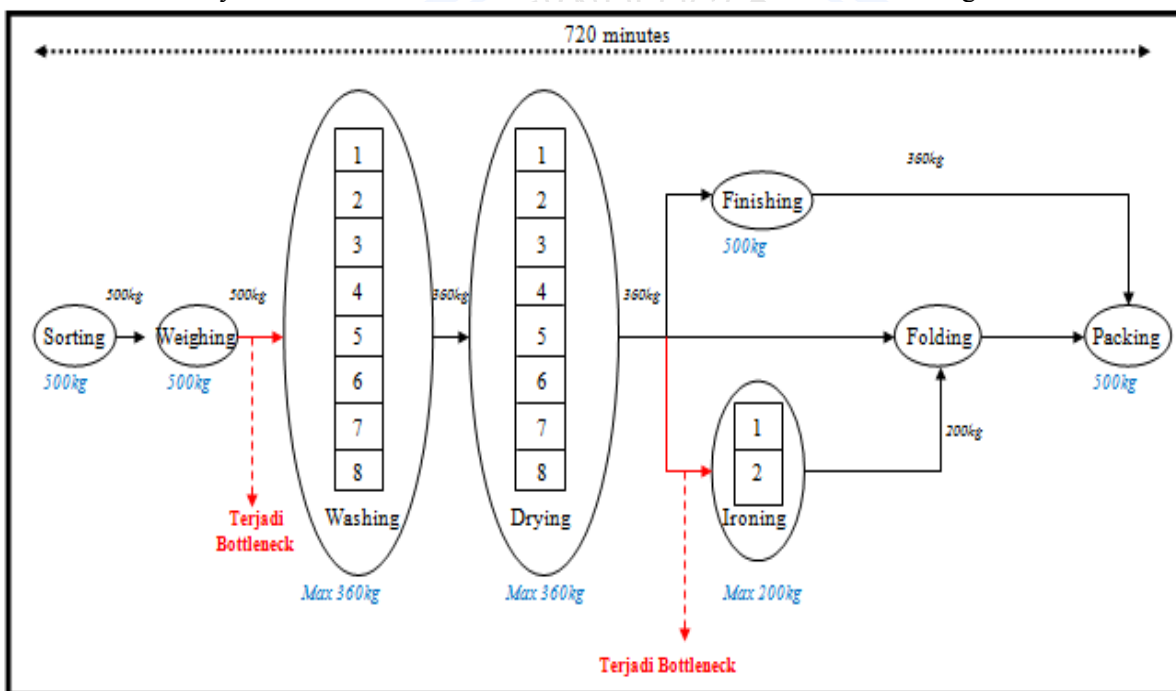 720 minutes
Sorting
500kg
500kg
Weighing
500kg
500kg
Terjadi
Bottleneck
1
2
3
4
5
6
7
8
Washing
Max 360kg
360kg
1
2
3
4
5
6
7
8
Drying
Max 360kg
360kg
Finishing
500kg
360kg
1
2
Ironing
Max 200kg
Terjadi Bottleneck
200kg
Folding
Packing
500kg